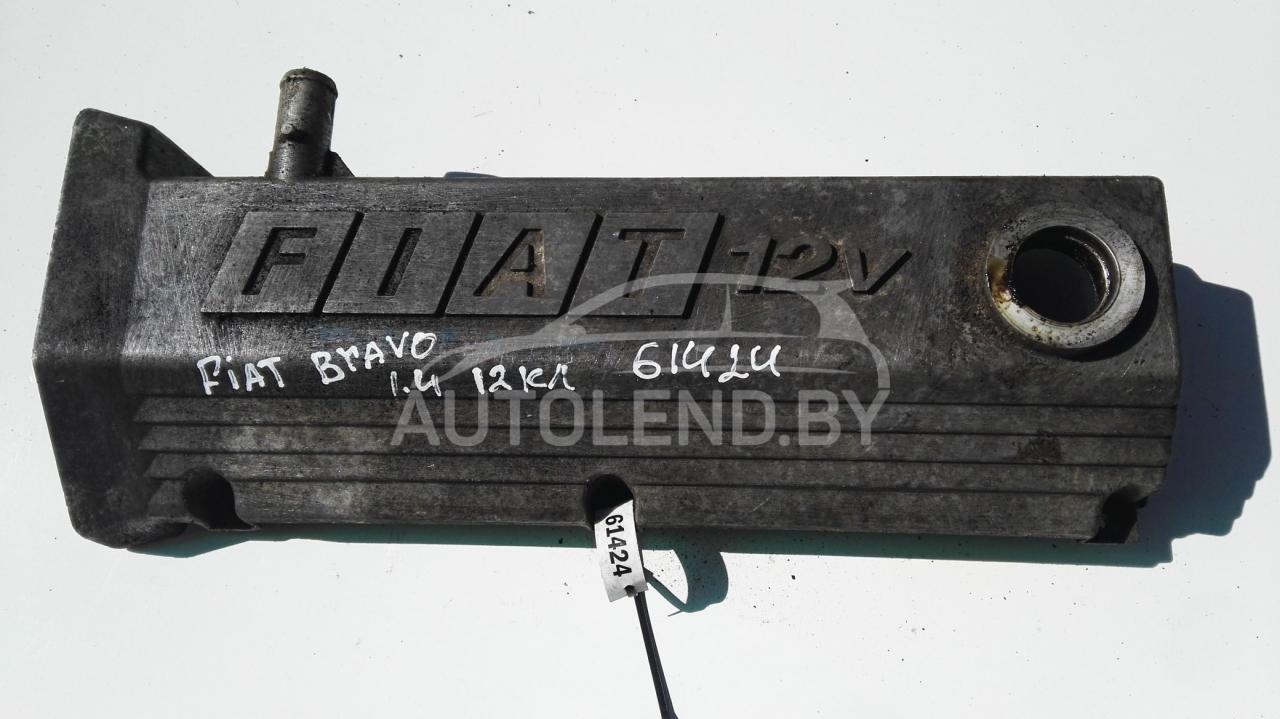 FIAT 12V
FiAT BrAVO 61424
1.4 12кл
AUTOLEND.BY
61424